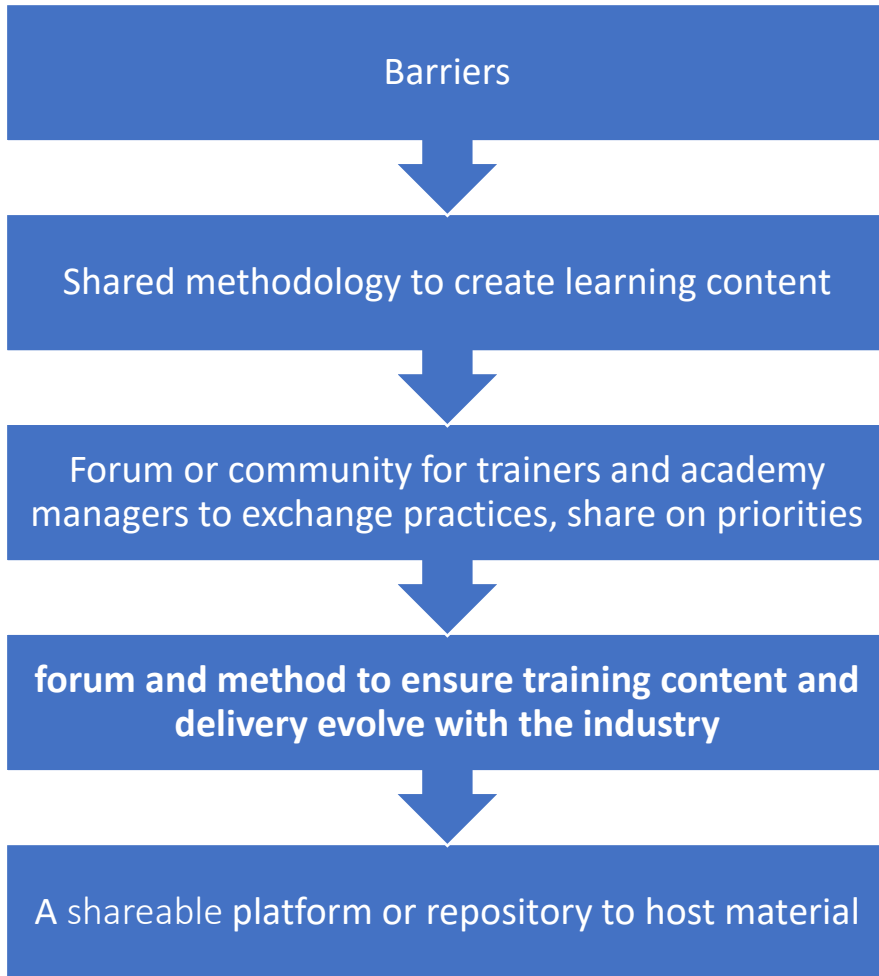 Barriers
Shared methodology to create learning content
Forum or community for trainers and academy
managers to exchange practices, share on priorities
forum and method to ensure training content and
delivery evolve with the industry
A shareable platform or repository to host material